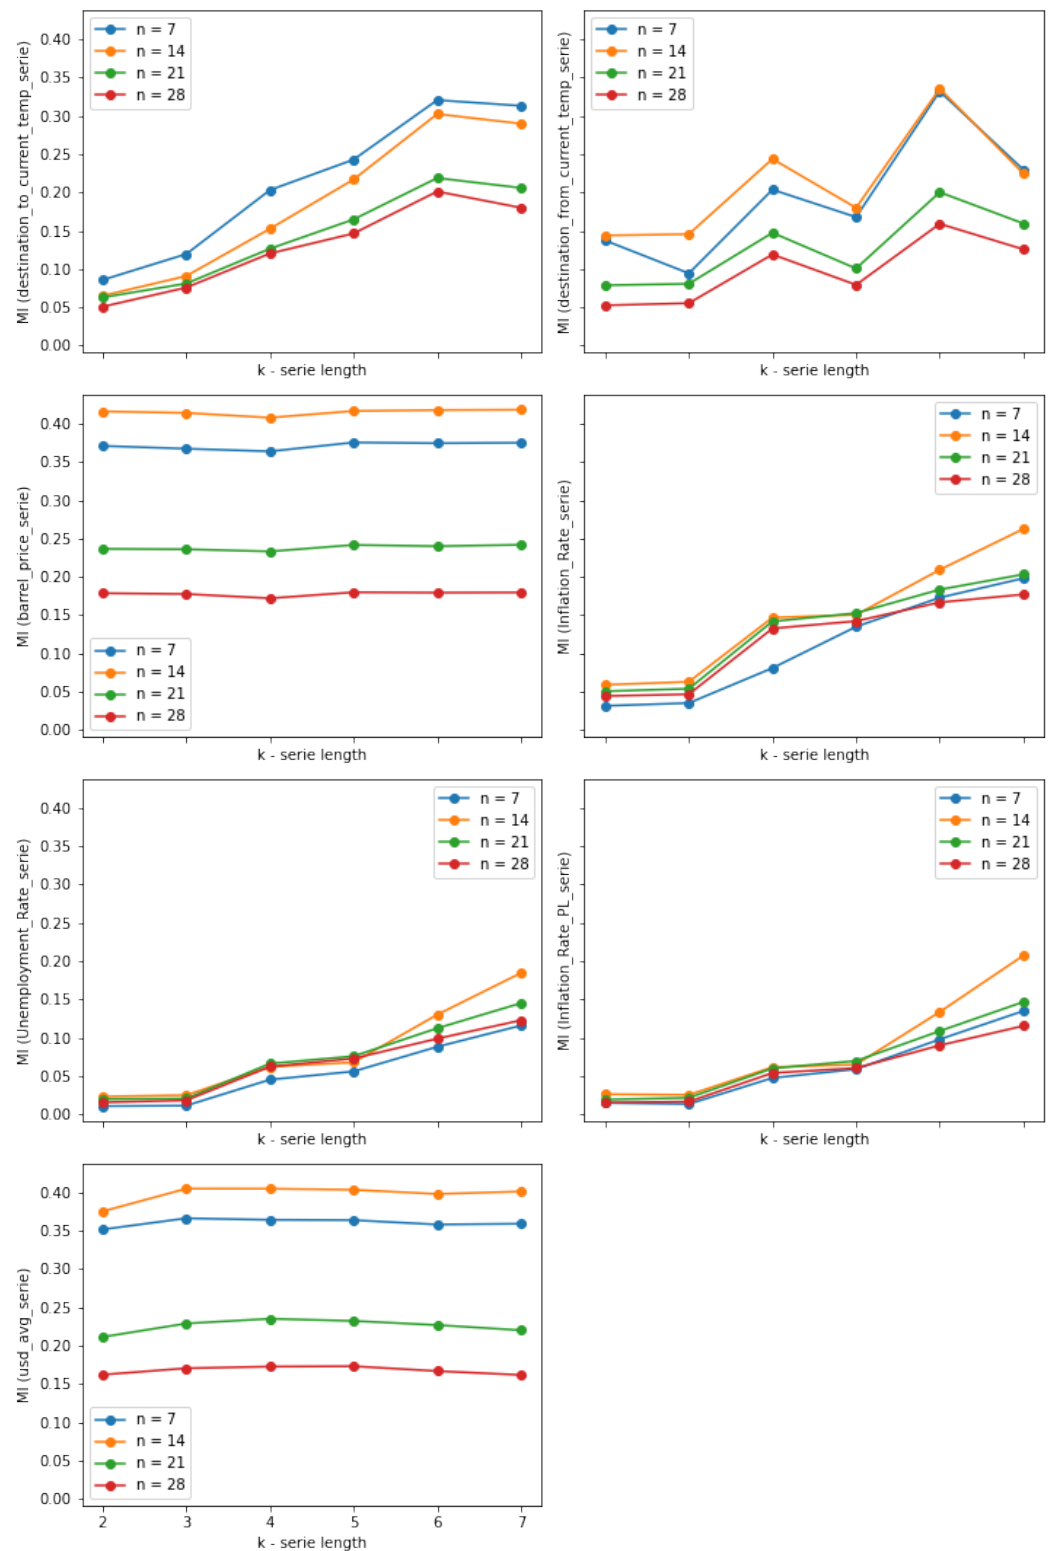 MI (destination_to_current_temp_serie)
0.40
0.35
0.30
0.25
0.20
0.15
0.10
0.05
0.00
n = 7
n = 14
n = 21
n = 28
k - serie length
MI (destination_from_current_temp_serie)
n = 7
n = 14
n = 21
n = 28
k - serie length
MI (barrel_price_serie)
0.40
0.35
0.30
0.25
0.20
0.15
0.10
0.05
0.00
n = 7
n = 14
n = 21
n = 28
k - serie length
MI (Inflation_Rate_serie)
n = 7
n = 14
n = 21
n = 28
k - serie length
MI (Unemployment_Rate_serie)
0.40
0.35
0.30
0.25
0.20
0.15
0.10
0.05
0.00
n = 7
n = 14
n = 21
n = 28
k - serie length
MI (Inflation_Rate_PL_serie)
n = 7
n = 14
n = 21
n = 28
k - serie length
MI (usd_avg_serie)
0.40
0.35
0.30
0.25
0.20
0.15
0.10
0.05
0.00
n = 7
n = 14
n = 21
n = 28
2 3 4 5 6 7
k - serie length